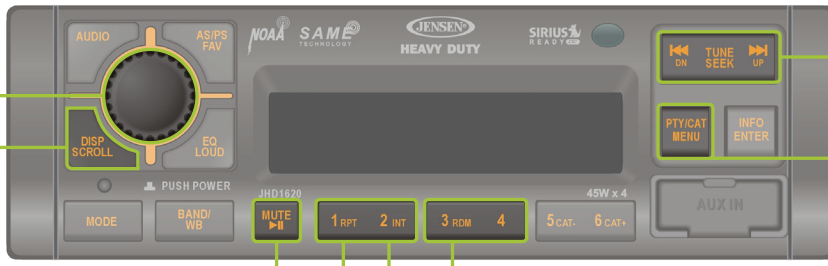 AUDIO
AS/PS
FAV
DISP
SCROLL
EQ
LOUD
PUSH POWER
MODE
BAND/
WB
NOAA
SAME
TECHNOLOGY
JENSEN®
HEAVY DUTY
SIRIUS
READY
JHD1620
45W x 4
MUTE
1 RPT
2 INT
3 RDM
4
5 CAT-
6 CAT+
DN
TUNE
SEEK
UP
PTY/CAT
MENU
INFO
ENTER
AUX IN